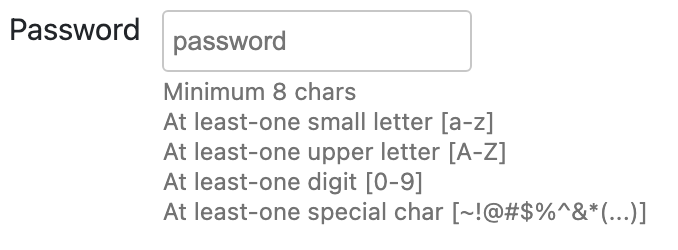 Password
password
Minimum 8 chars
At least-one small letter [a-z]
At least-one upper letter [A-Z]
At least-one digit [0-9]
At least-one special char [~!@#$%^&*(...)]